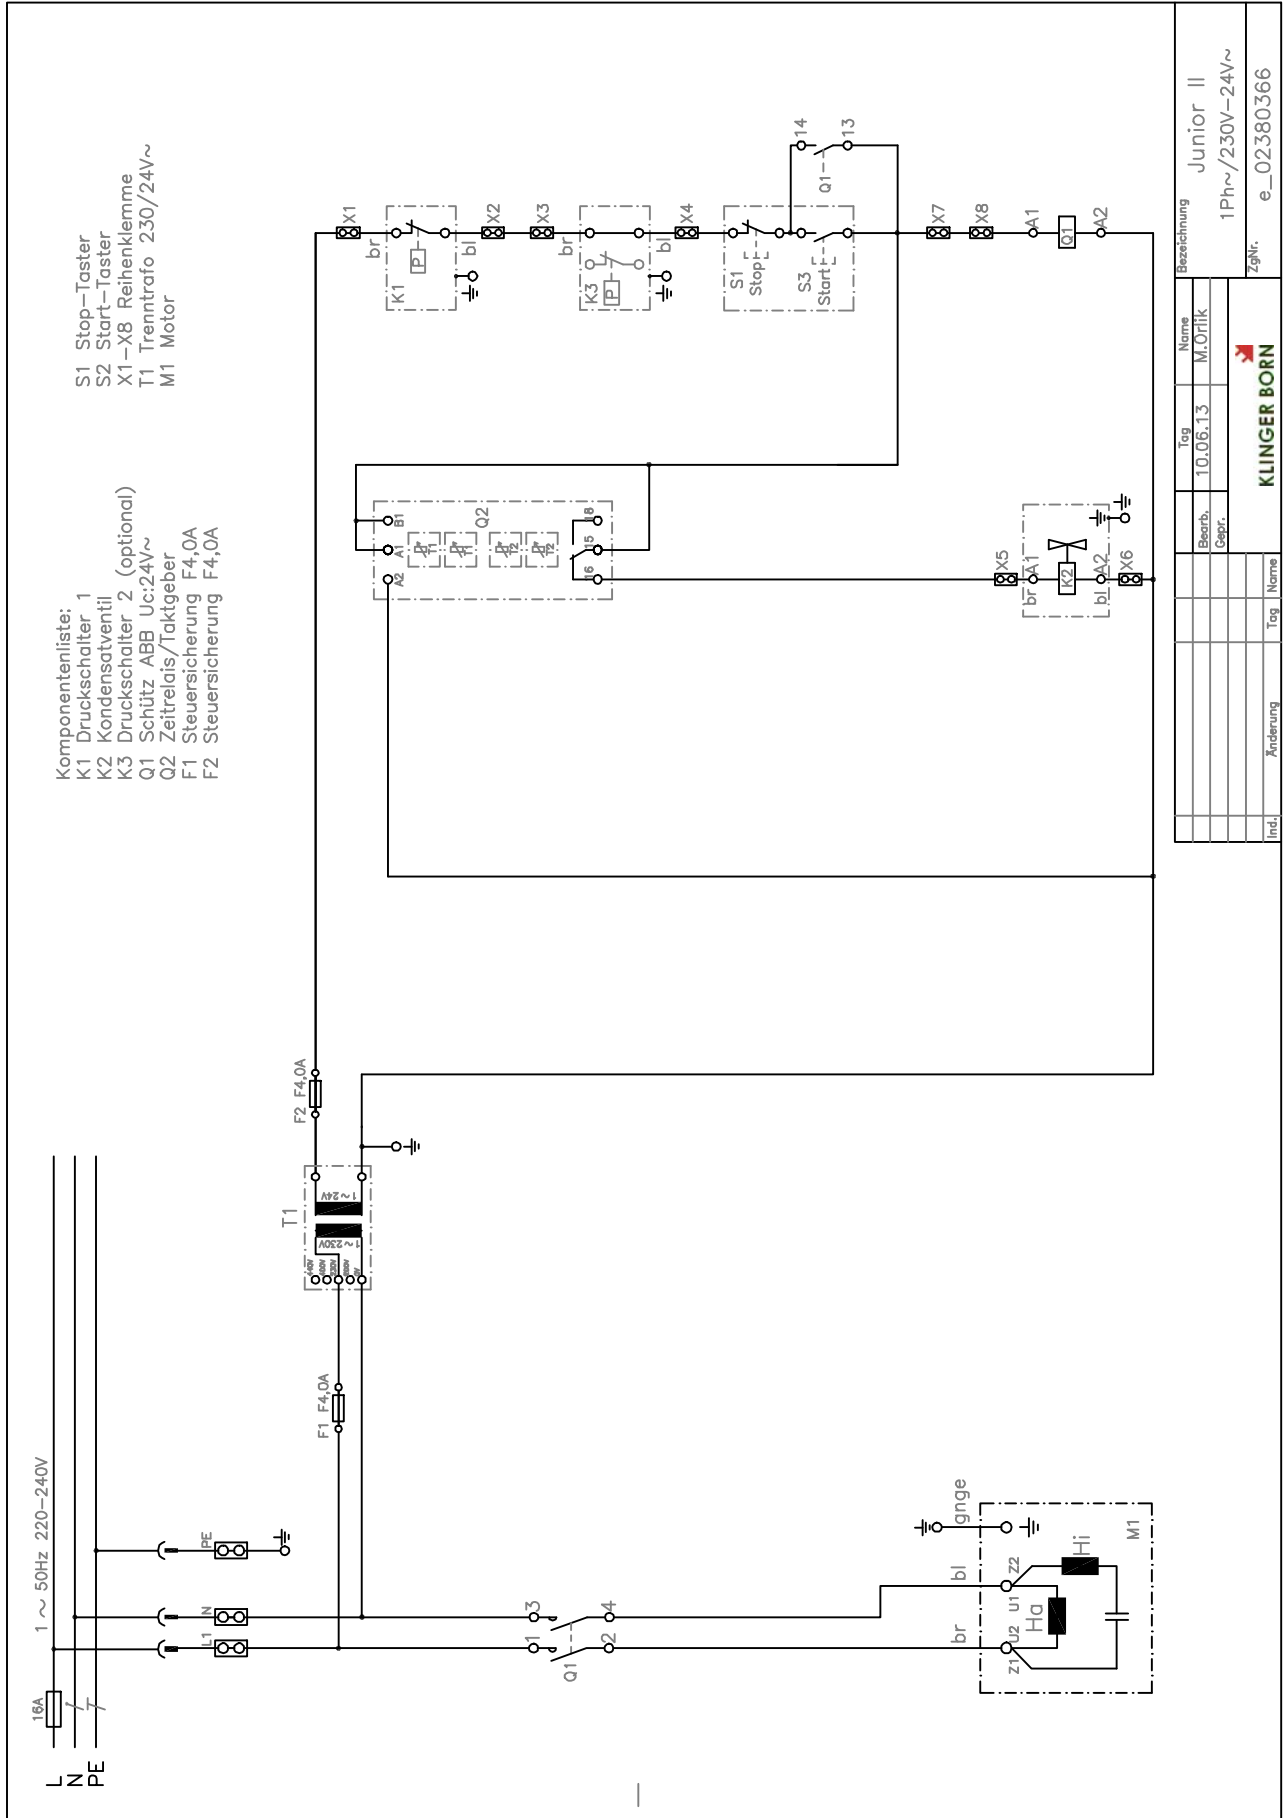 Komponentenliste:
K1 Druckschalter 1
K2 Kondensatventil
K3 Druckschalter 2 (optional)
Q1 Schütz ABB Uc:24V~
Q2 Zeitrelais/Taktgeber
F1 Steuersicherung F4,0A
F2 Steuersicherung F4,0A
S1 Stop-Taster
S2 Start-Taster
X1-X8 Reihenklemme
T1 Trenntrafo 230/24V~
M1 Motor
L
N
PE
16A
1 ~ 50Hz 220-240V
L1
N
PE
F1 F4,0A
T1
1~230V
1~24V
F2 F4,0A
X1
br
K1
P
bl
X2
X3
br
K3
P
bl
X4
S1
Stop
S3
Start
Q1
14
13
X7
X8
A1
Q1
A2
Q2
A2
A1
B1
T1
T1
T2
T2
16
15
18
X5
br
A1
K2
bl
A2
X6
Q1
1
3
2
4
br
bl
gnge
Z1
U2
U1
Z2
Ha
Hi
M1
Ind.
Änderung
Tag
Name
Tag
Name
Bearb.
10.06.13
M.Orlik
Gepr.
KLINGER BORN
Bezeichnung
Junior II
1Ph~/230V-24V~
ZgNr.
e_02380366